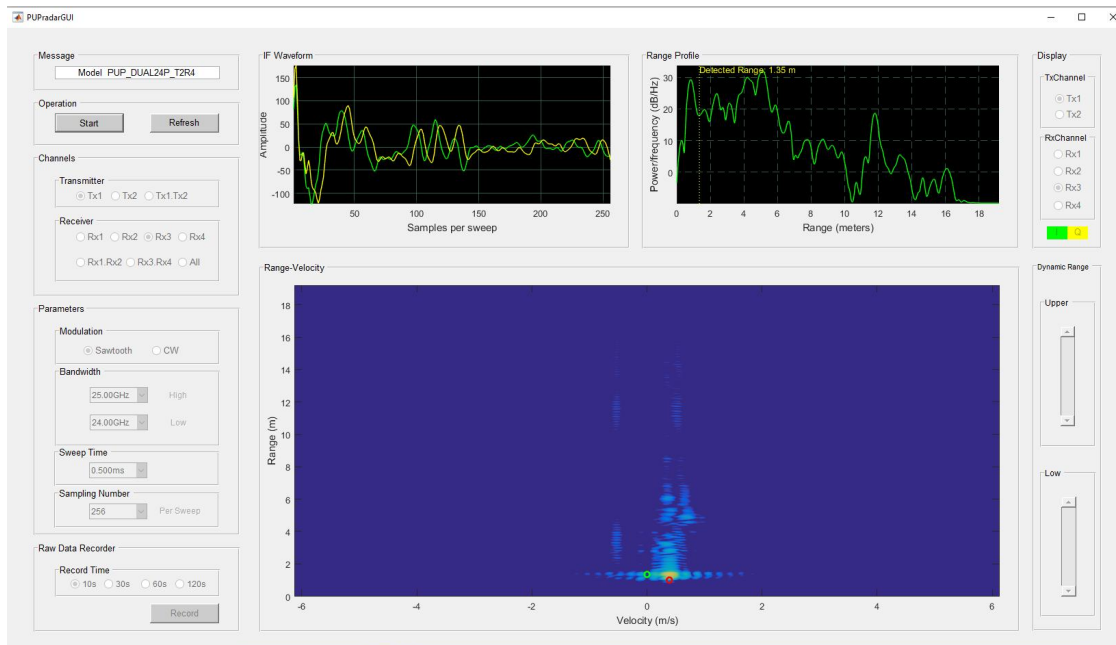 PUPradarGUI
Message
Model PUP_DUAL24P_T2R4
Operation
Start Refresh
Channels
Transmitter
Tx1 Tx2 Tx1.Tx2
Receiver
Rx1 Rx2 Rx3 Rx4
Rx1.Rx2 Rx3.Rx4 All
Parameters
Modulation
Sawtooth CW
Bandwidth
25.00GHz High
24.00GHz Low
Sweep Time
0.500ms
Sampling Number
256 Per Sweep
Raw Data Recorder
Record Time
10s 30s 60s 120s
Record
IF Waveform
150
100
50
0
-50
-100
Amplitude
50 100 150 200 250
Samples per sweep
Range Profile
Detected Range: 1.35 m
30
20
10
0
Power/frequency (dB/Hz)
0 2 4 6 8 10 12 14 16 18
Range (meters)
Range-Velocity
18
16
14
12
10
8
6
4
2
0
Range (m)
-6 -4 -2 0 2 4 6
Velocity (m/s)
Display
TxChannel
Tx1
Tx2
RxChannel
Rx1
Rx2
Rx3
Rx4
I Q
Dynamic Range
Upper
Low